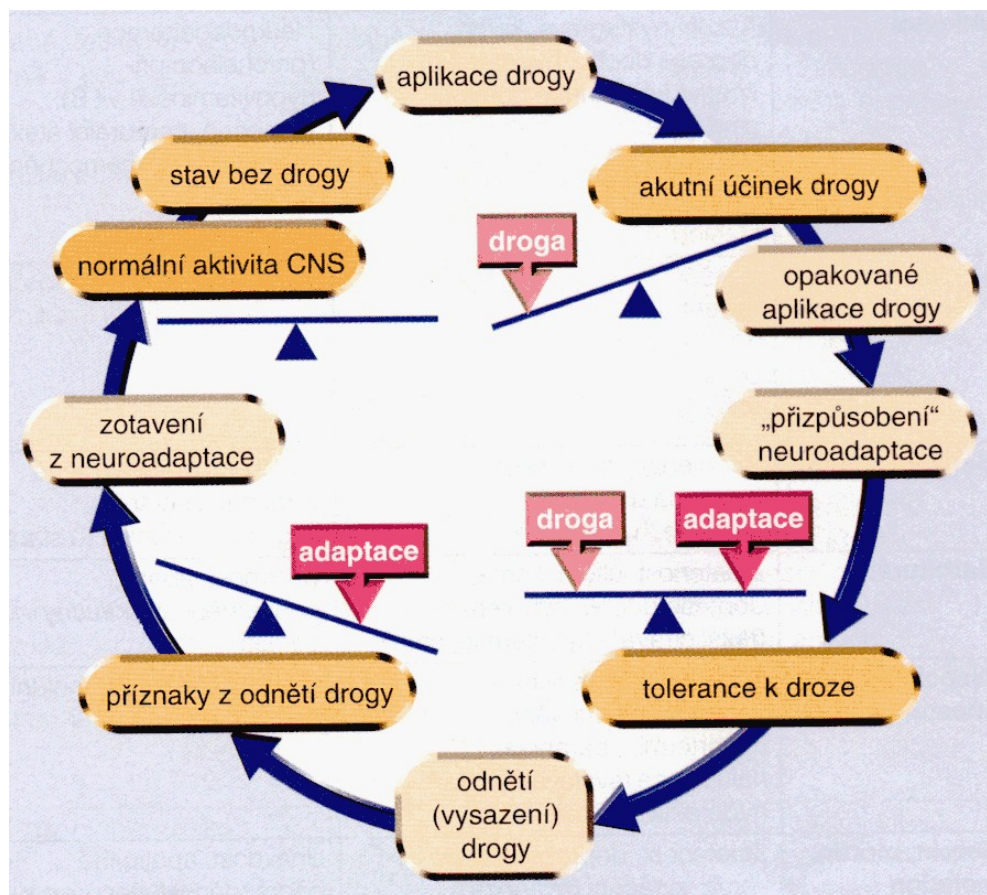 aplikace drogy
akutní účinek drogy
opakované
aplikace drogy
„přizpůsobení“
neuroadaptace
tolerance k droze
odnětí
(vysazení)
drogy
příznaky z odnětí drogy
zotavení
z neuroadaptace
normální aktivita CNS
stav bez drogy
droga
droga
adaptace
adaptace